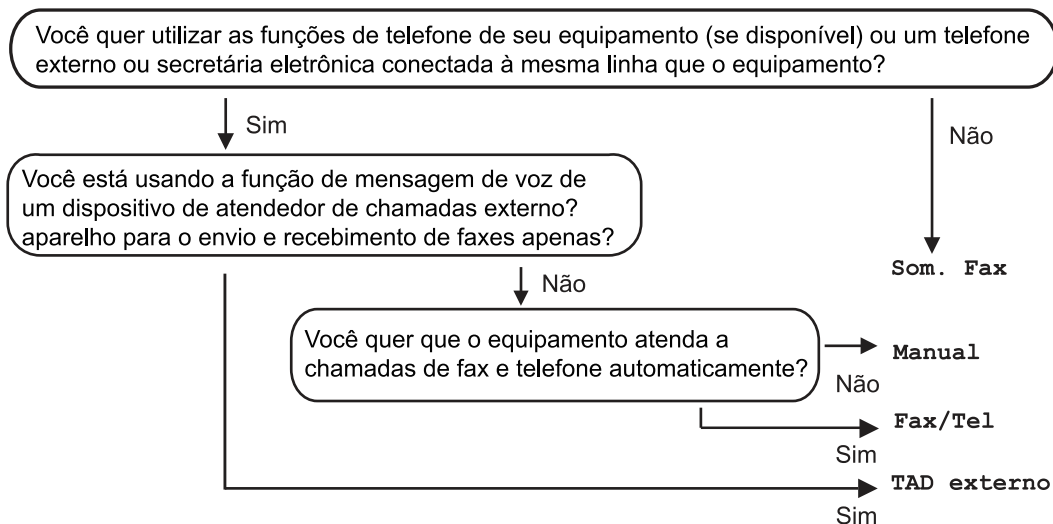 Você quer utilizar as funções de telefone de seu equipamento (se disponível) ou um telefone
externo ou secretária eletrônica conectada à mesma linha que o equipamento?
Sim
Não
Você está usando a função de mensagem de voz de
um dispositivo de atendedor de chamadas externo?
aparelho para o envio e recebimento de faxes apenas?
Som. Fax
Não
Você quer que o equipamento atenda a
chamadas de fax e telefone automaticamente?
Manual
Não
Fax/Tel
Sim
TAD externo
Sim